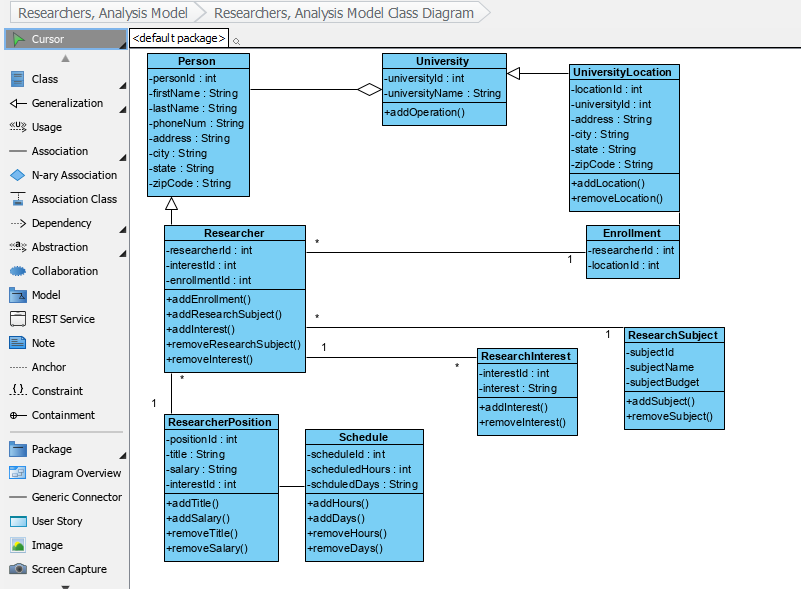 Researchers, Analysis Model
Researchers, Analysis Model Class Diagram
Cursor
Class
Generalization
Usage
Association
N-ary Association
Association Class
Dependency
Abstraction
Collaboration
Model
REST Service
Note
Anchor
Constraint
Containment
Package
Diagram Overview
Generic Connector
User Story
Image
Screen Capture
<default package>
Person
-personId : int
-firstName : String
-lastName : String
-phoneNum : String
-address : String
-city : String
-state : String
-zipCode : String
University
-universityId : int
-universityName : String
+addOperation()
UniversityLocation
-locationId : int
-universityId : int
-address : String
-city : String
-state : String
-zipCode : String
+addLocation()
+removeLocation()
Researcher
-researcherId : int
-interestId : int
-enrollmentId : int
+addEnrollment()
+addResearchSubject()
+addInterest()
+removeResearchSubject()
+removeInterest()
*
1
Enrollment
-researcherId : int
-locationId : int
*
1
ResearchSubject
-subjectId
-subjectName
-subjectBudget
+addSubject()
+removeSubject()
1
*
ResearchInterest
-interestId : int
-interest : String
+addInterest()
+removeInterest()
*
1
ResearcherPosition
-positionId : int
-title : String
-salary : String
-interestId : int
+addTitle()
+addSalary()
+removeTitle()
+removeSalary()
Schedule
-scheduleId : int
-scheduledHours : int
-schduledDays : String
+addHours()
+addDays()
+removeHours()
+removeDays()